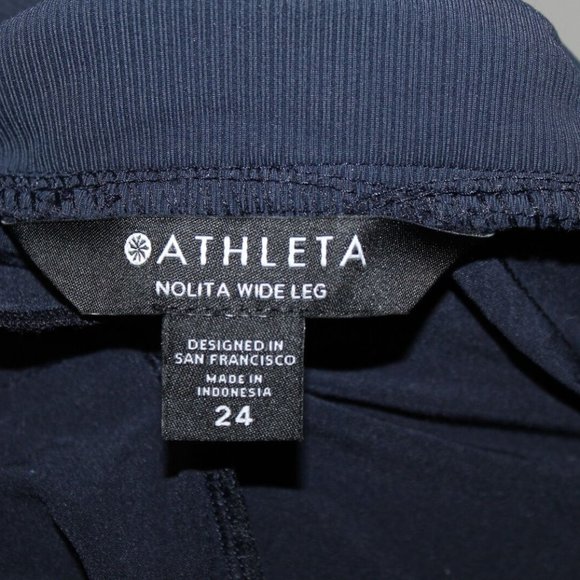 ATHLETA
NOLITA WIDE LEG
DESIGNED IN
SAN FRANCISCO
MADE IN
INDONESIA
24